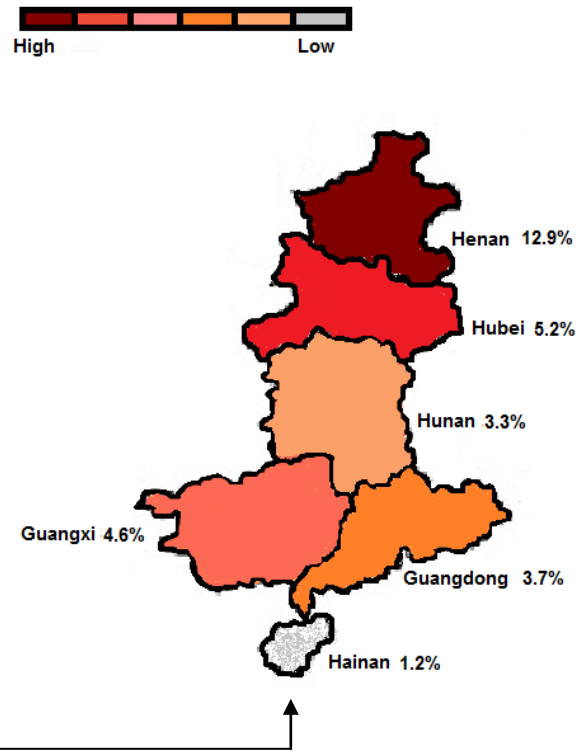 High Low
Henan 12.9%
Hubei 5.2%
Hunan 3.3%
Guangxi 4.6%
Guangdong 3.7%
Hainan 1.2%